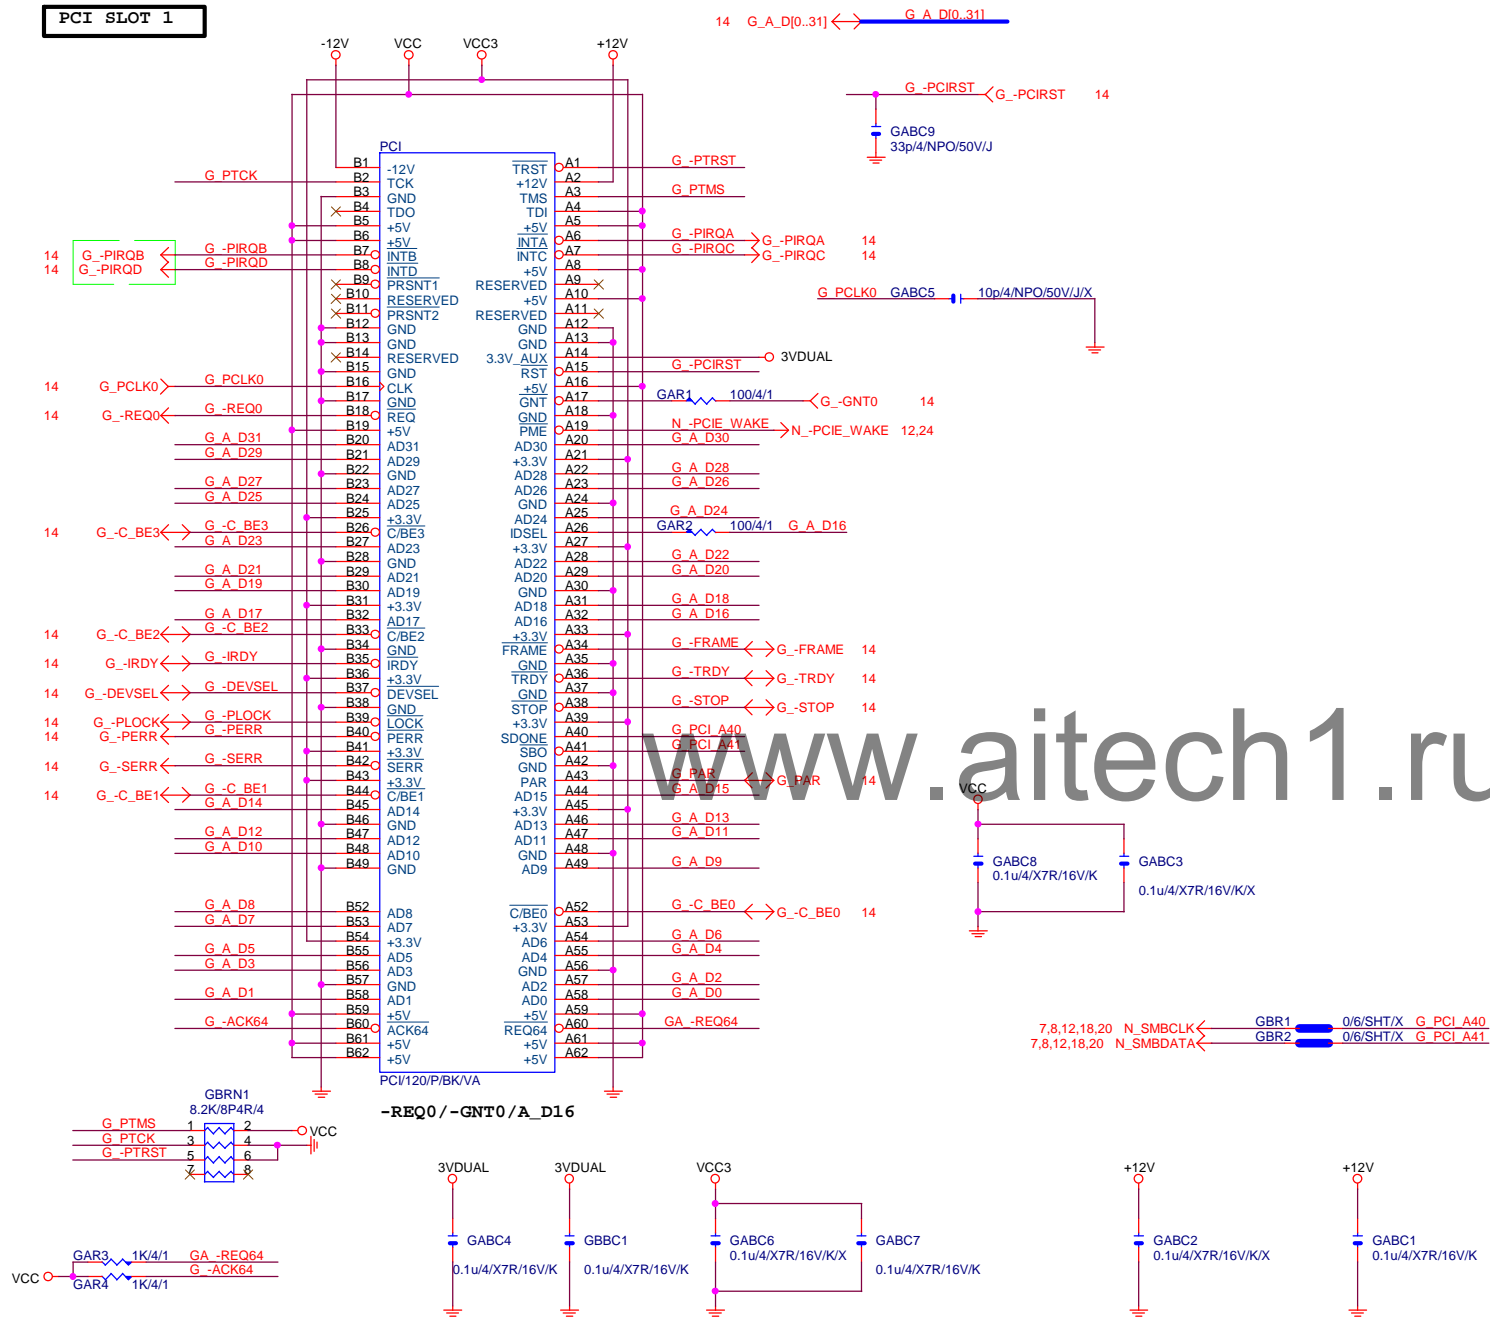 PCI SLOT 1
14 G_A_D[0..31] G_A_D[0..31]
-12V VCC VCC3 +12V
G_-PCIRST G_-PCIRST 14
GABC9
33p/4/NPO/50V/J
PCI
B1 -12V TRST A1 G_-PTRST
G_PTCK B2 TCK +12V A2
B3 GND TMS A3 G_PTMS
B4 TDO TDI A4
B5 +5V +5V A5
B6 +5V INTA A6 G_-PIRQA G_-PIRQA 14
14 G_-PIRQB G_-PIRQB B7 INTB INTC A7 G_-PIRQC G_-PIRQC 14
14 G_-PIRQD G_-PIRQD B8 INTD +5V A8
B9 PRSNT1 RESERVED A9
B10 RESERVED +5V A10
G_PCLK0 GABC5 10p/4/NPO/50V/J/X
B11 PRSNT2 RESERVED A11
B12 GND GND A12
B13 GND GND A13
B14 RESERVED 3.3V_AUX A14 3VDUAL
B15 GND RST A15 G_-PCIRST
14 G_PCLK0 G_PCLK0 B16 CLK +5V A16
B17 GND GNT A17 GAR1 100/4/1 G_-GNT0 14
14 G_-REQ0 G_-REQ0 B18 REQ GND A18
B19 +5V PME A19 N_-PCIE_WAKE N_-PCIE_WAKE 12,24
G_A_D31 B20 AD31 AD30 A20 G_A_D30
G_A_D29 B21 AD29 +3.3V A21
B22 GND AD28 A22 G_A_D28
G_A_D27 B23 AD27 AD26 A23 G_A_D26
G_A_D25 B24 AD25 GND A24
B25 +3.3V AD24 A25 G_A_D24
14 G_-C_BE3 G_-C_BE3 B26 C/BE3 IDSEL A26 GAR2 100/4/1 G_A_D16
G_A_D23 B27 AD23 +3.3V A27
B28 GND AD22 A28 G_A_D22
G_A_D21 B29 AD21 AD20 A29 G_A_D20
G_A_D19 B30 AD19 GND A30
B31 +3.3V AD18 A31 G_A_D18
G_A_D17 B32 AD17 AD16 A32 G_A_D16
14 G_-C_BE2 G_-C_BE2 B33 C/BE2 +3.3V A33
B34 GND FRAME A34 G_-FRAME G_-FRAME 14
14 G_-IRDY G_-IRDY B35 IRDY GND A35
B36 +3.3V TRDY A36 G_-TRDY G_-TRDY 14
14 G_-DEVSEL G_-DEVSEL B37 DEVSEL GND A37
B38 GND STOP A38 G_-STOP G_-STOP 14
14 G_-PLOCK G_-PLOCK B39 LOCK +3.3V A39
14 G_-PERR G_-PERR B40 PERR SDONE A40 G_PCI_A40
B41 +3.3V SBO A41 G_PCI_A41
14 G_-SERR G_-SERR B42 SERR GND A42
www.aitech1.ru
B43 +3.3V PAR A43 G_PAR G_PAR 14
14 G_-C_BE1 G_-C_BE1 B44 C/BE1 AD15 A44 G_A_D15
G_A_D14 B45 AD14 +3.3V A45
B46 GND AD13 A46 G_A_D13
G_A_D12 B47 AD12 AD11 A47 G_A_D11
G_A_D10 B48 AD10 GND A48
B49 GND AD9 A49 G_A_D9
VCC
GABC8 GABC3
0.1u/4/X7R/16V/K 0.1u/4/X7R/16V/K/X
G_A_D8 B52 AD8 C/BE0 A52 G_-C_BE0 G_-C_BE0 14
G_A_D7 B53 AD7 +3.3V A53
B54 +3.3V AD6 A54 G_A_D6
G_A_D5 B55 AD5 AD4 A55 G_A_D4
G_A_D3 B56 AD3 GND A56
B57 GND AD2 A57 G_A_D2
G_A_D1 B58 AD1 AD0 A58 G_A_D0
B59 +5V +5V A59
G_-ACK64 B60 ACK64 REQ64 A60 GA_-REQ64
B61 +5V +5V A61
B62 +5V +5V A62
7,8,12,18,20 N_SMBCLK GBR1 0/6/SHT/X G_PCI_A40
7,8,12,18,20 N_SMBDATA GBR2 0/6/SHT/X G_PCI_A41
PCI/120/P/BK/VA
-REQ0/-GNT0/A_D16
GBRN1
8.2K/8P4R/4
G_PTMS 1 2 VCC
G_PTCK 3 4
G_-PTRST 5 6
7 8
3VDUAL 3VDUAL VCC3 +12V +12V
GABC4 GBBC1 GABC6 GABC7 GABC2 GABC1
0.1u/4/X7R/16V/K 0.1u/4/X7R/16V/K 0.1u/4/X7R/16V/K/X 0.1u/4/X7R/16V/K 0.1u/4/X7R/16V/K/X 0.1u/4/X7R/16V/K
GAR3 1K/4/1 GA_-REQ64
VCC G_-ACK64
GAR4 1K/4/1